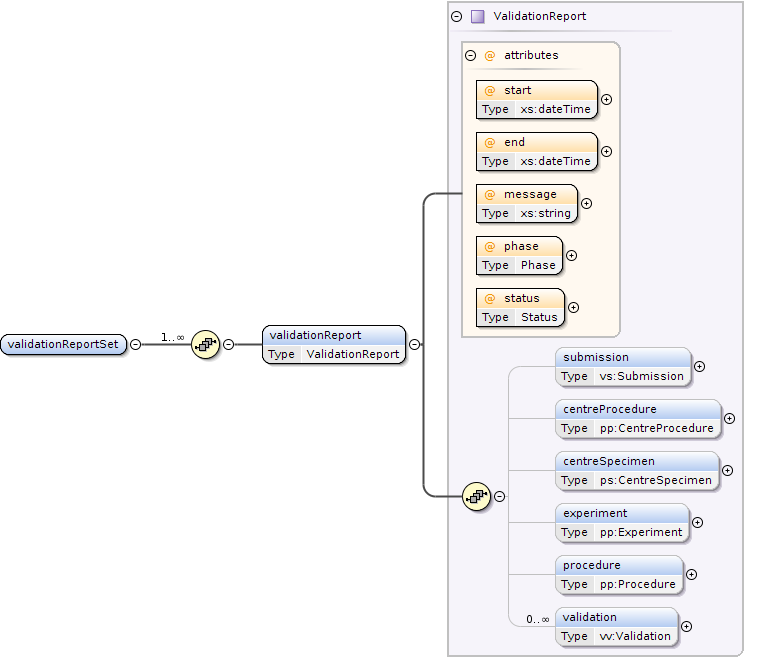 ValidationReport
@ attributes
@ start
Type xs:dateTime
@ end
Type xs:dateTime
@ message
Type xs:string
@ phase
Type Phase
@ status
Type Status
validationReportSet
1..∞
validationReport
Type ValidationReport
submission
Type vs:Submission
centreProcedure
Type pp:CentreProcedure
centreSpecimen
Type ps:CentreSpecimen
experiment
Type pp:Experiment
procedure
Type pp:Procedure
0..∞
validation
Type vv:Validation